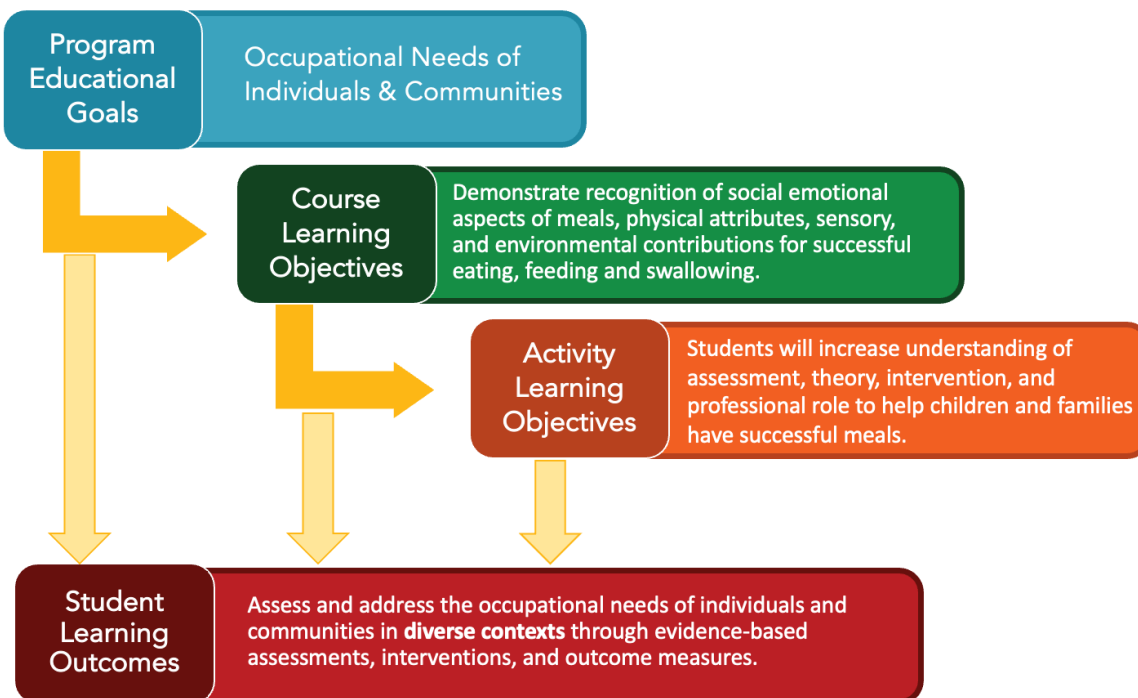 Program
Educational
Goals
Occupational Needs of
Individuals & Communities
Course
Learning
Objectives
Demonstrate recognition of social emotional
aspects of meals, physical attributes, sensory,
and environmental contributions for successful
eating, feeding and swallowing.
Activity
Learning
Objectives
Students will increase understanding of
assessment, theory, intervention, and
professional role to help children and families
have successful meals.
Student
Learning
Outcomes
Assess and address the occupational needs of individuals and
communities in diverse contexts through evidence-based
assessments, interventions, and outcome measures.